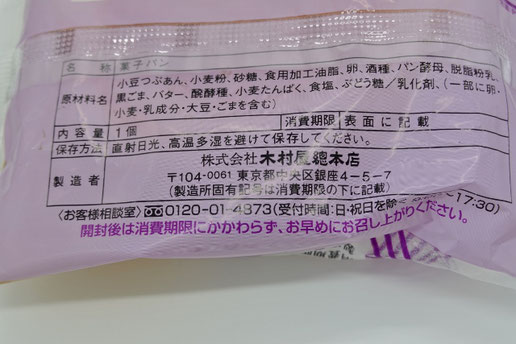 名称 菓子パン
原材料名 小豆つぶあん、小麦粉、砂糖、食用加工油脂、卵、酒種、パン酵母、脱脂粉乳、
黒ごま、バター、醗酵種、小麦たんぱく、食塩、ぶどう糖／乳化剤、(一部に卵・
小麦・乳成分・大豆・ごまを含む)
内容量 1個 消費期限 表面に記載
保存方法 直射日光、高温多湿を避けて保存してください。
製造者 株式会社木村屋總本店
〒104-0061 東京都中央区銀座4-5-7
(製造所固有記号は消費期限の下に記載)
〈お客様相談室〉0120-01-4873(受付時間:日・祝日を除 〜17:30)
開封後は消費期限にかかわらず、お早めにお召し上がりください。